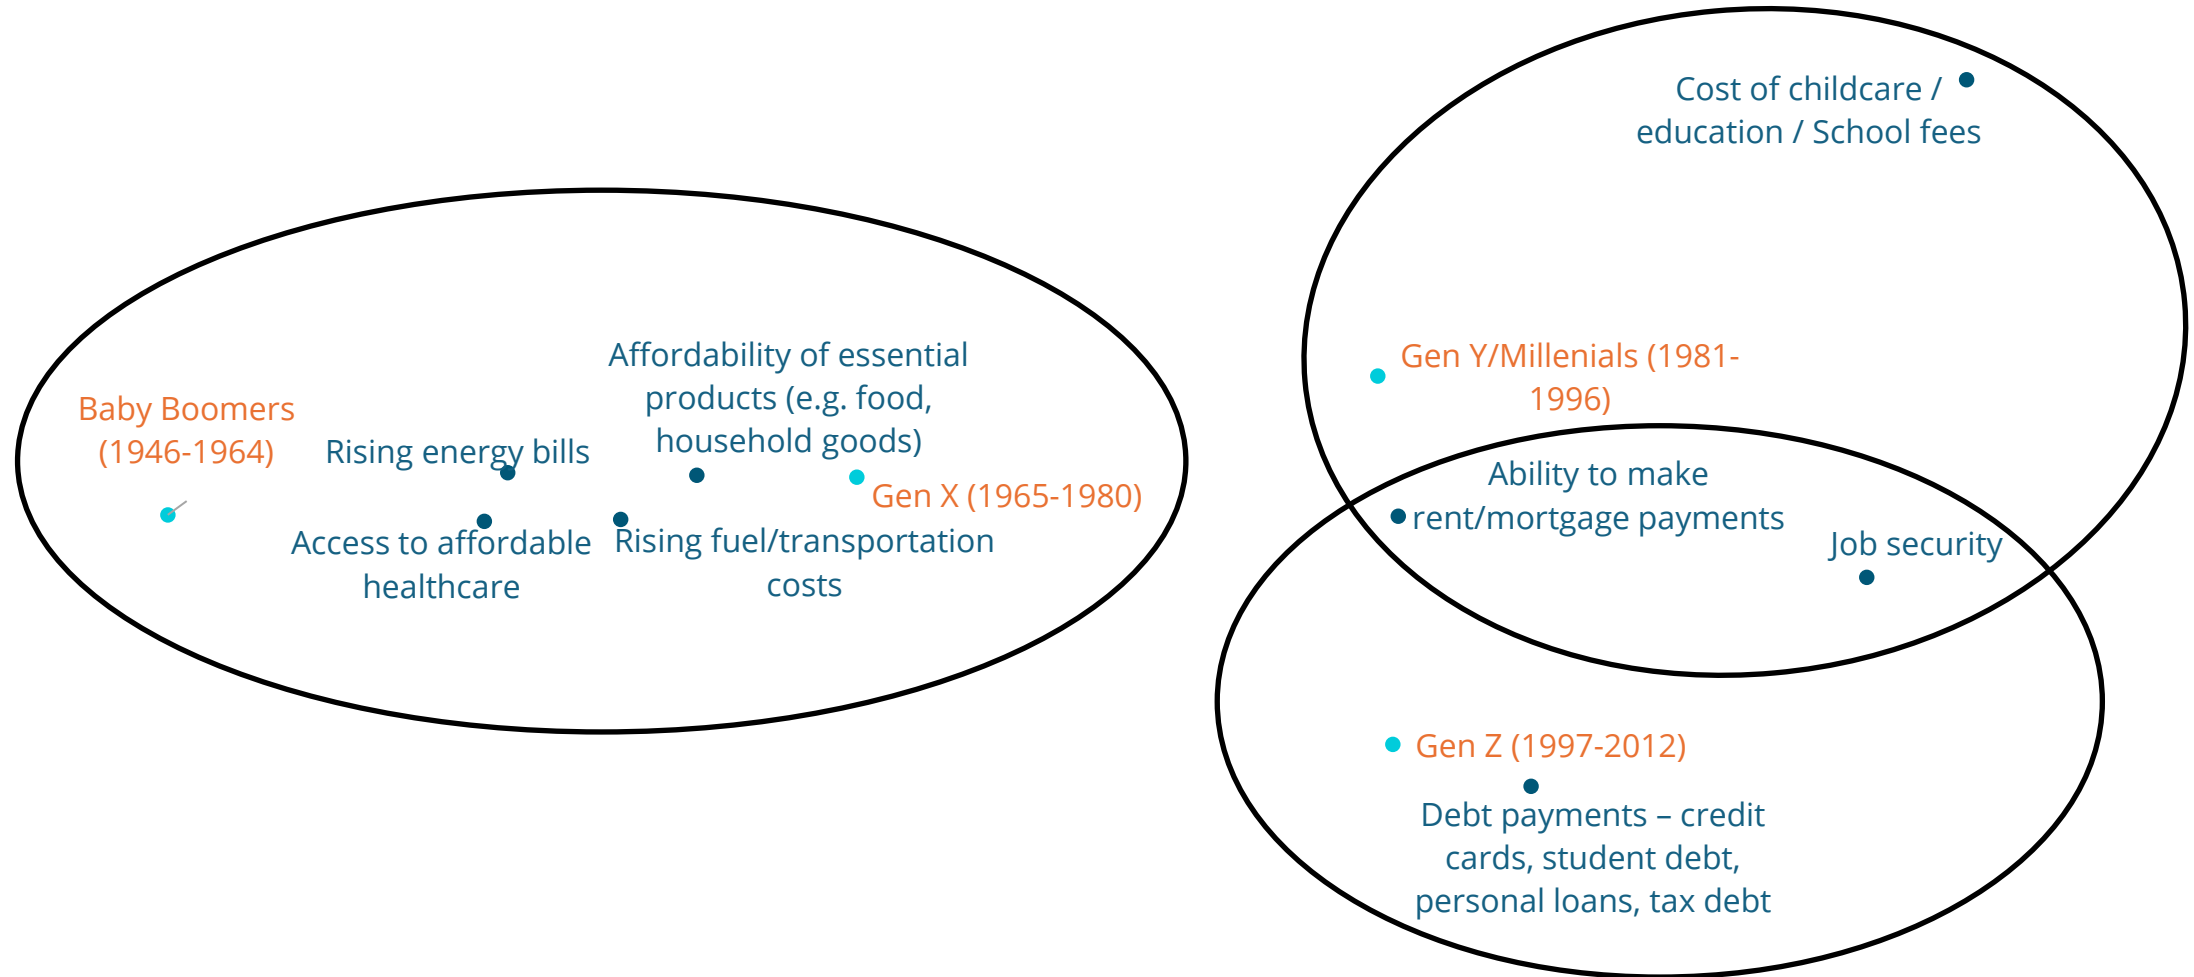 Cost of childcare /
education / School fees
Affordability of essential
products (e.g. food,
household goods)
Baby Boomers
(1946-1964)
Rising energy bills
Gen X (1965-1980)
Access to affordable
healthcare
Rising fuel/transportation
costs
Gen Y/Millenials (1981-
1996)
Ability to make
rent/mortgage payments
Job security
Gen Z (1997-2012)
Debt payments – credit
cards, student debt,
personal loans, tax debt